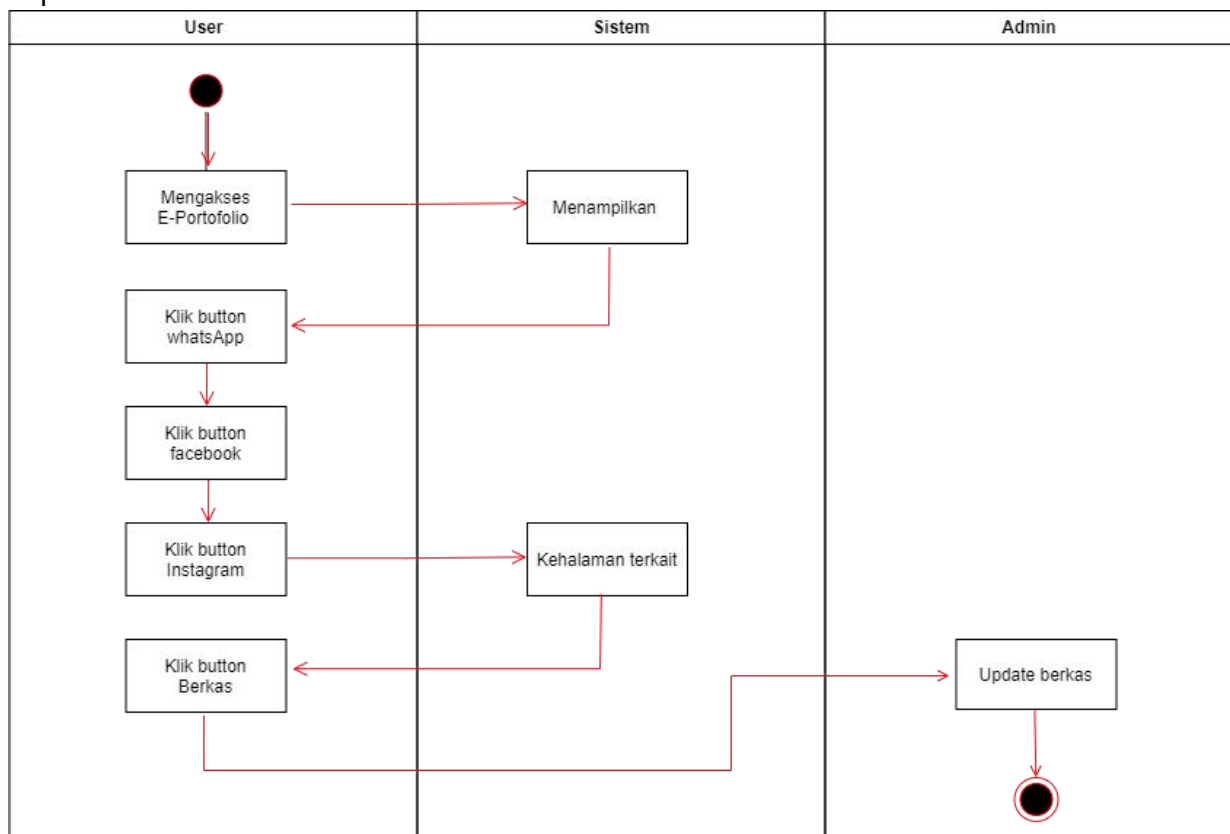 User
Sistem
Admin
Mengakses
E-Portofolio
Menampilkan
Klik button
whatsApp
Klik button
facebook
Klik button
Instagram
Kehalaman terkait
Klik button
Berkas
Update berkas